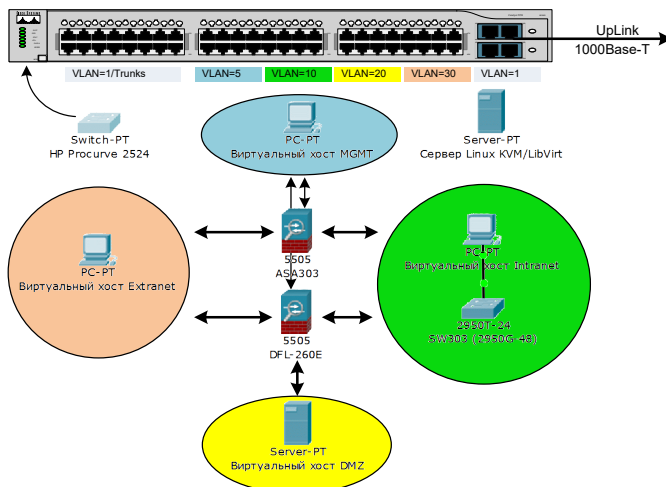 UpLink
1000Base-T
VLAN=1/Trunks
VLAN=5
VLAN=10
VLAN=20
VLAN=30
VLAN=1
Switch-PT
HP Procurve 2524
PC-PT
Виртуальный хост MGMT
Server-PT
Сервер Linux KVM/LibVirt
PC-PT
Виртуальный хост Extranet
5505
ASA303
PC-PT
Виртуальный хост Intranet
2950T-24
SW303 (2950G-48)
5505
DFL-260E
Server-PT
Виртуальный хост DMZ